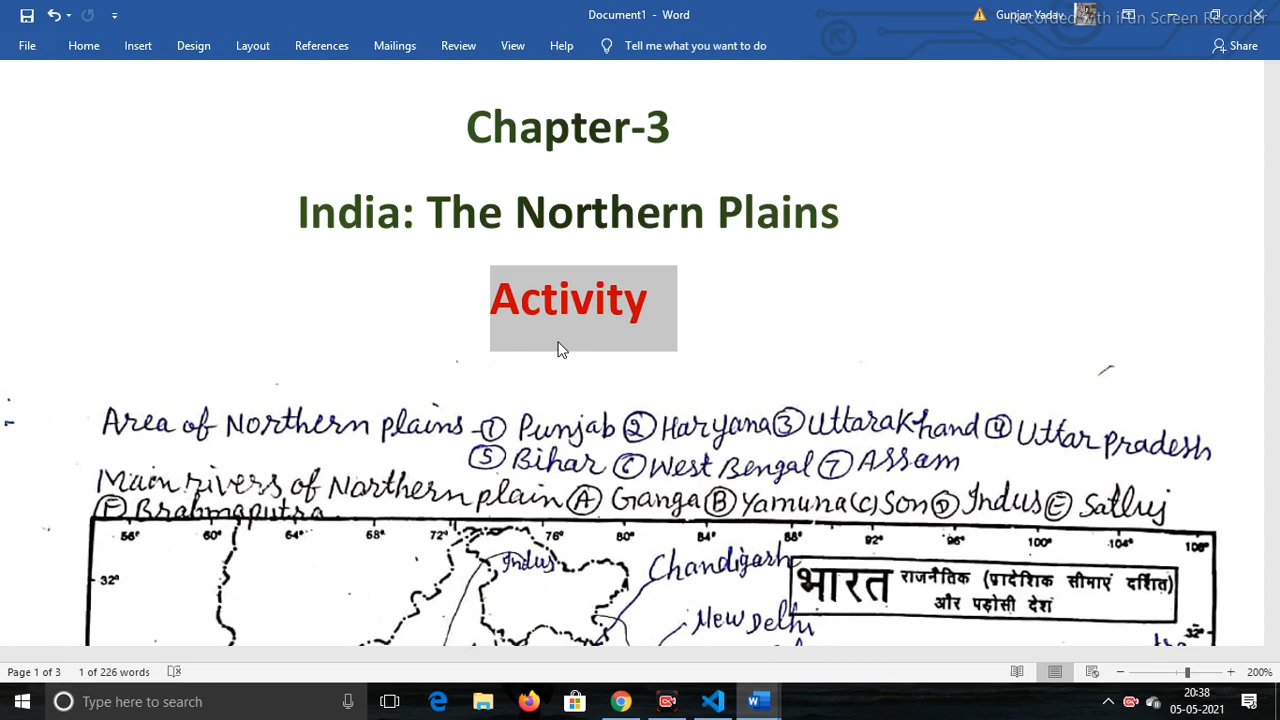 Document1 - Word
Gunjan Yadav
Recorded with iFun Screen Recorder
File Home Insert Design Layout References Mailings Review View Help Tell me what you want to do Share
Chapter-3
India: The Northern Plains
Activity
Area of Northern plains - ① Punjab ② Haryana ③ Uttarakhand ④ Uttar Pradesh
⑤ Bihar ⑥ West Bengal ⑦ Assam
Main rivers of Northern plain Ⓐ Ganga Ⓑ Yamuna (C) Son Ⓓ Indus Ⓔ Satluj
Ⓕ Brahmaputra
56° 60° 64° 68° 72° 76° 80° 84° 88° 92° 96° 100° 104° 108°
Indus
Chandigarh
भारत राजनैतिक (प्रादेशिक सीमाएं दर्शित)
और पड़ोसी देश
32°
New Delhi
32°
Page 1 of 3 1 of 226 words 200%
Type here to search
20:38
05-05-2021